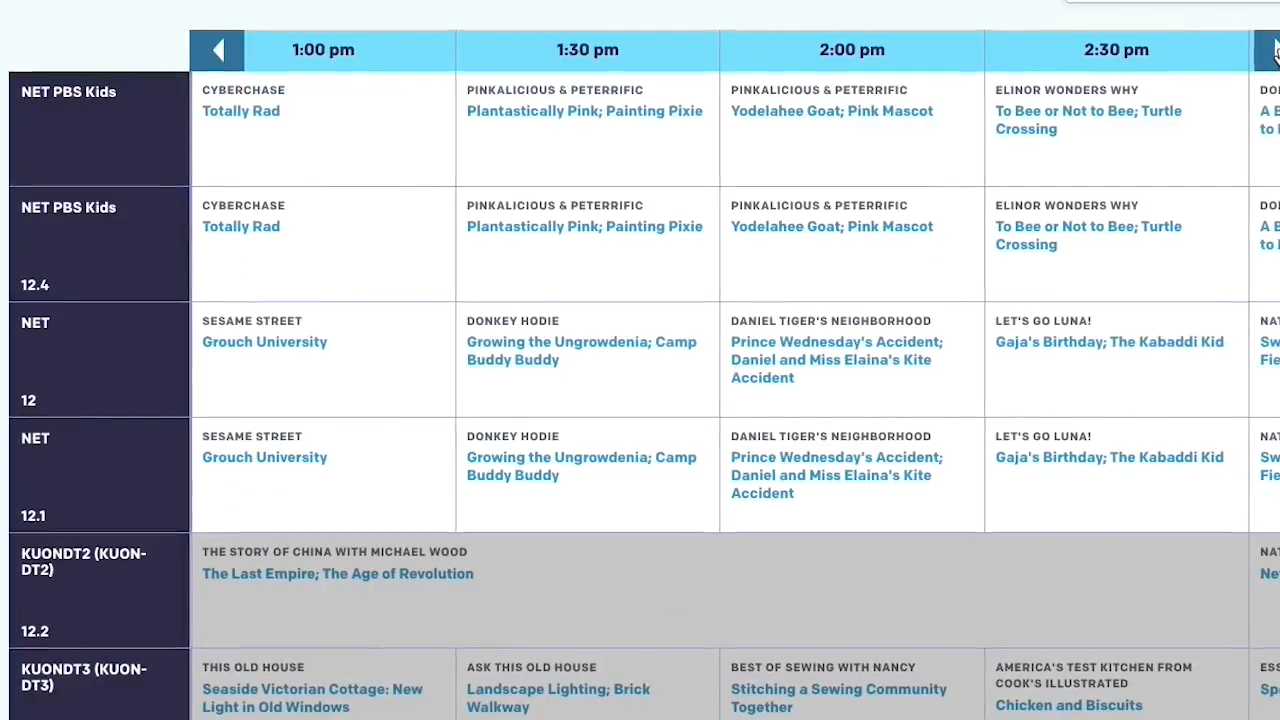 1:00 pm 1:30 pm 2:00 pm 2:30 pm
NET PBS Kids
CYBERCHASE
Totally Rad
PINKALICIOUS & PETERRIFIC
Plantastically Pink; Painting Pixie
PINKALICIOUS & PETERRIFIC
Yodelahee Goat; Pink Mascot
ELINOR WONDERS WHY
To Bee or Not to Bee; Turtle
Crossing
A B
to
NET PBS Kids
12.4
CYBERCHASE
Totally Rad
PINKALICIOUS & PETERRIFIC
Plantastically Pink; Painting Pixie
PINKALICIOUS & PETERRIFIC
Yodelahee Goat; Pink Mascot
ELINOR WONDERS WHY
To Bee or Not to Bee; Turtle
Crossing
A B
to
NET
12
SESAME STREET
Grouch University
DONKEY HODIE
Growing the Ungrowdenia; Camp
Buddy Buddy
DANIEL TIGER'S NEIGHBORHOOD
Prince Wednesday's Accident;
Daniel and Miss Elaina's Kite
Accident
LET'S GO LUNA!
Gaja's Birthday; The Kabaddi Kid
NAT
Sw
Fie
NET
12.1
SESAME STREET
Grouch University
DONKEY HODIE
Growing the Ungrowdenia; Camp
Buddy Buddy
DANIEL TIGER'S NEIGHBORHOOD
Prince Wednesday's Accident;
Daniel and Miss Elaina's Kite
Accident
LET'S GO LUNA!
Gaja's Birthday; The Kabaddi Kid
NAT
Sw
Fie
KUONDT2 (KUON-
DT2)
12.2
THE STORY OF CHINA WITH MICHAEL WOOD
The Last Empire; The Age of Revolution
NAT
KUONDT3 (KUON-
DT3)
THIS OLD HOUSE
Seaside Victorian Cottage: New
Light in Old Windows
ASK THIS OLD HOUSE
Landscape Lighting; Brick
Walkway
BEST OF SEWING WITH NANCY
Stitching a Sewing Community
Together
AMERICA'S TEST KITCHEN FROM
COOK'S ILLUSTRATED
Chicken and Biscuits
ESS